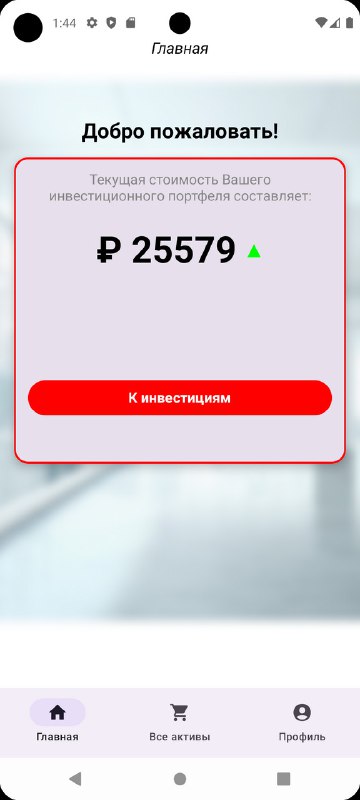 1:44
Главная
Добро пожаловать!
Текущая стоимость Вашего
инвестиционного портфеля составляет:
₽ 25579
К инвестициям
Главная
Все активы
Профиль